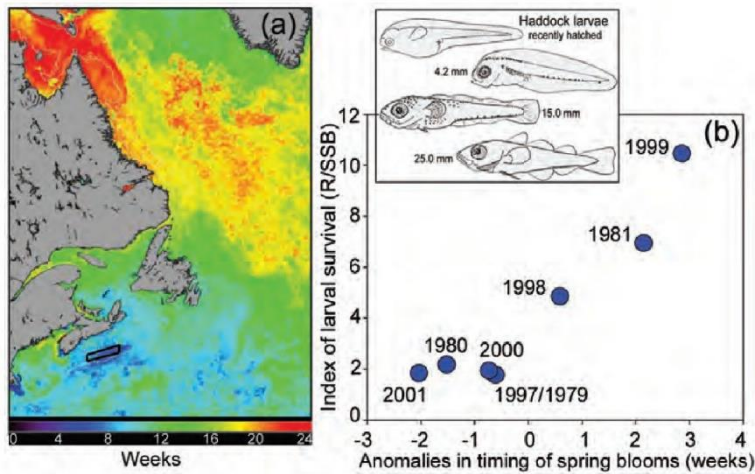 (a)
0 4 8 12 16 20 24
Weeks
Haddock larvae
recently hatched
4.2 mm
15.0 mm
25.0 mm
(b)
Index of larval survival (R/SSB)
12
10
8
6
4
2
0
1999
1981
1998
1980
2000
2001
1997/1979
-3 -2 -1 0 1 2 3
Anomalies in timing of spring blooms (weeks)